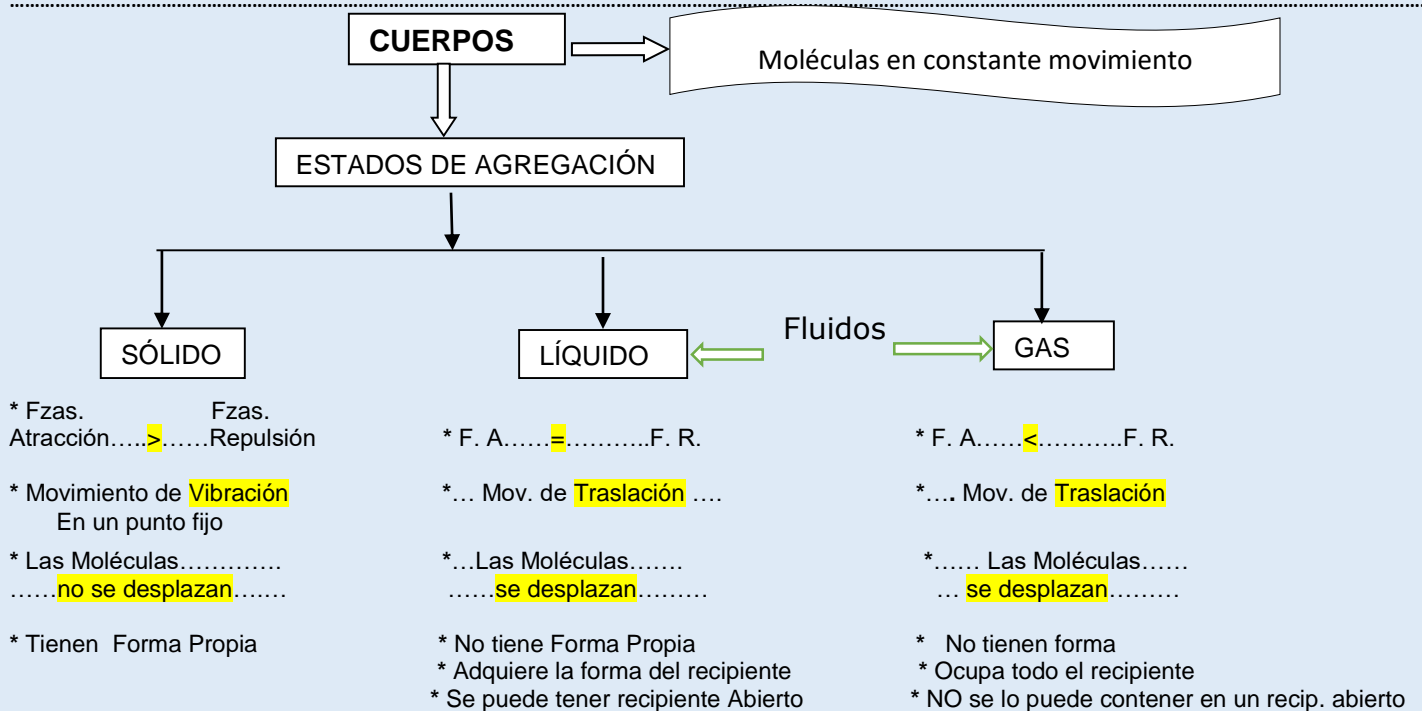 CUERPOS
Moléculas en constante movimiento
ESTADOS DE AGREGACIÓN
Fluidos
SÓLIDO
LÍQUIDO
GAS
* Fzas. Fzas.
Atracción…..>……Repulsión
* Movimiento de Vibración
En un punto fijo
* Las Moléculas………….
……no se desplazan…….
* Tienen Forma Propia
* F. A……=………..F. R.
*… Mov. de Traslación ….
*…Las Moléculas…….
……se desplazan………
* No tiene Forma Propia
* Adquiere la forma del recipiente
* Se puede tener recipiente Abierto
* F. A……<………..F. R.
*…. Mov. de Traslación
*…… Las Moléculas……
… se desplazan………
* No tienen forma
* Ocupa todo el recipiente
* NO se lo puede contener en un recip. abierto